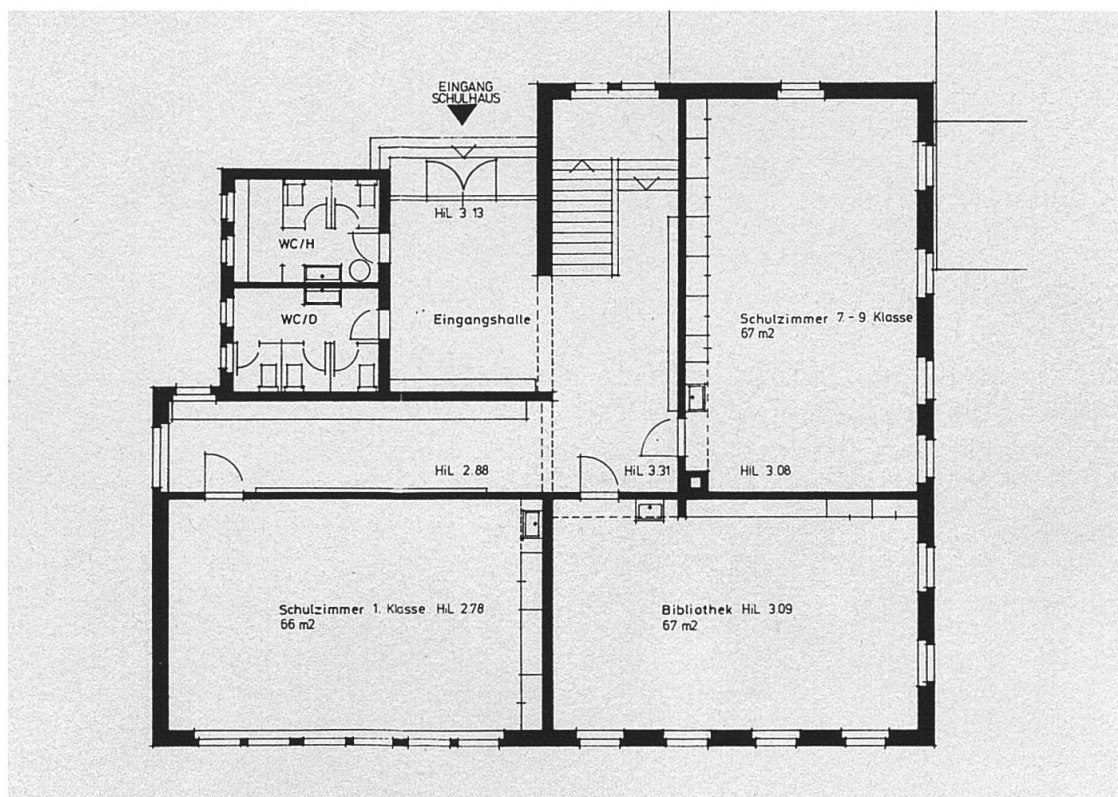 EINGANG
SCHULHAUS
HiL 3.13
WC/H
WC/D
Eingangshalle
Schulzimmer 7.-9. Klasse
67 m2
HiL 2.88
HiL 3.31
HiL 3.08
Schulzimmer 1. Klasse HiL 2.78
66 m2
Bibliothek HiL 3.09
67 m2